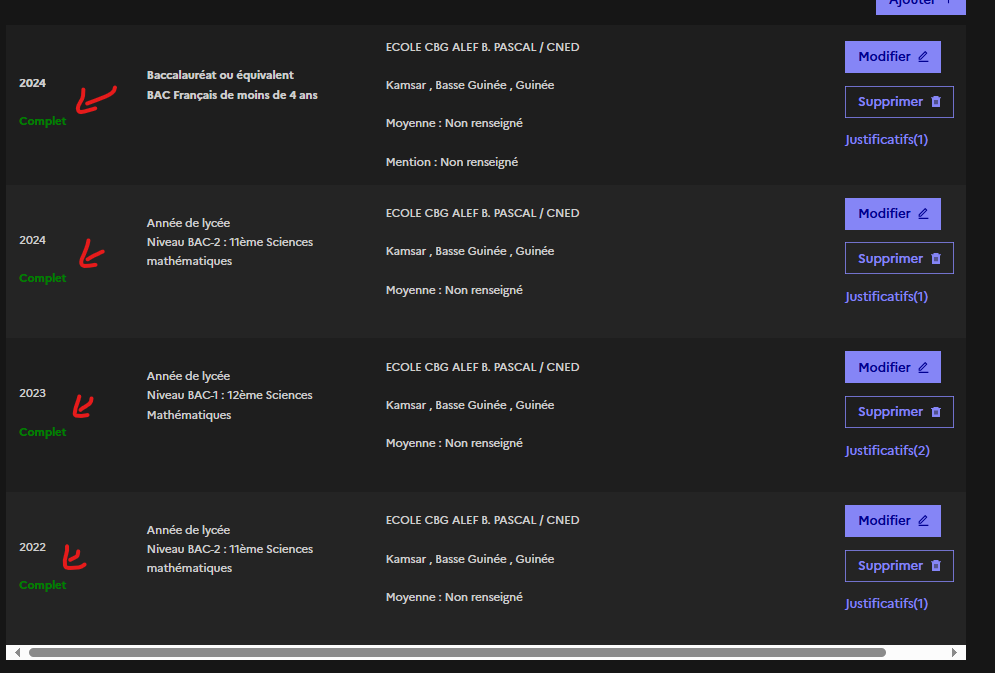 Ajouter +
ECOLE CBG ALEF B. PASCAL / CNED
Modifier
2024
Baccalauréat ou équivalent
BAC Français de moins de 4 ans
Kamsar , Basse Guinée , Guinée
Supprimer
Complet
Moyenne : Non renseigné
Justificatifs(1)
Mention : Non renseigné
ECOLE CBG ALEF B. PASCAL / CNED
Modifier
2024
Année de lycée
Niveau BAC-2 : 11ème Sciences
mathématiques
Kamsar , Basse Guinée , Guinée
Supprimer
Complet
Moyenne : Non renseigné
Justificatifs(1)
ECOLE CBG ALEF B. PASCAL / CNED
Modifier
2023
Année de lycée
Niveau BAC-1 : 12ème Sciences
Mathématiques
Kamsar , Basse Guinée , Guinée
Supprimer
Complet
Moyenne : Non renseigné
Justificatifs(2)
ECOLE CBG ALEF B. PASCAL / CNED
Modifier
2022
Année de lycée
Niveau BAC-2 : 11ème Sciences
mathématiques
Kamsar , Basse Guinée , Guinée
Supprimer
Complet
Moyenne : Non renseigné
Justificatifs(1)